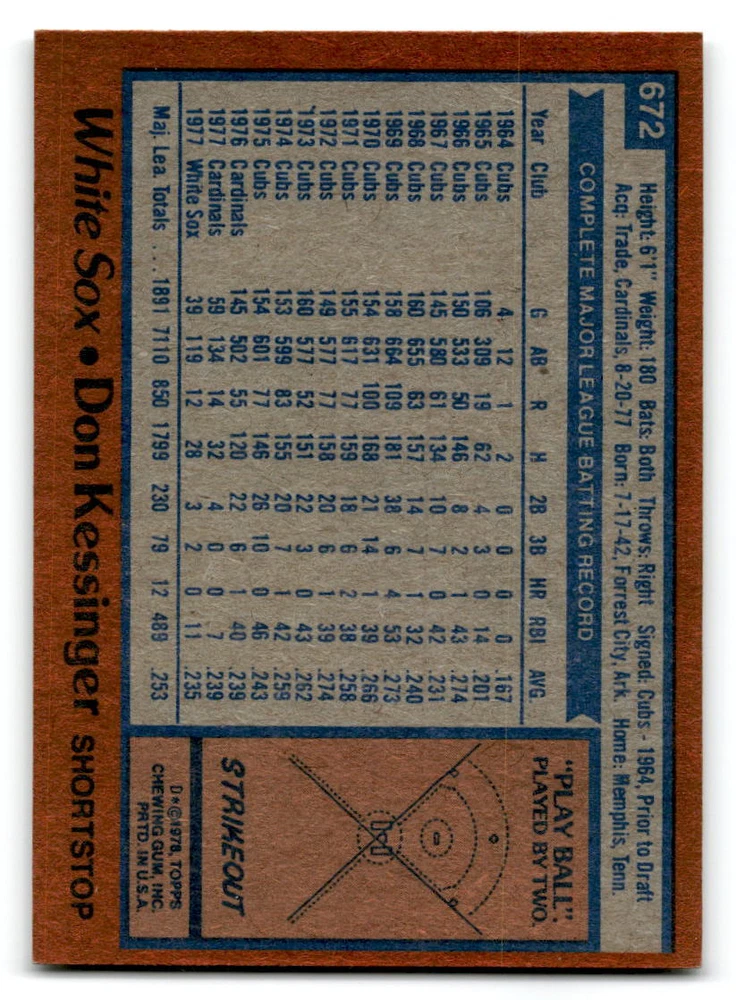 672
Height: 6'1" Weight: 180 Bats: Both Throws: Right Signed: Cubs - 1964, Prior to Draft
Acq: Trade, Cardinals, 8-20-77 Born: 7-17-42, Forrest City, Ark. Home: Memphis, Tenn.
COMPLETE MAJOR LEAGUE BATTING RECORD
Year Club G AB R H 2B 3B HR RBI AVG.
1964 Cubs 4 12 1 2 0 0 0 0 .167
1965 Cubs 106 309 19 62 4 3 0 14 .201
1966 Cubs 150 533 50 146 8 2 1 43 .274
1967 Cubs 145 580 61 134 10 7 0 42 .231
1968 Cubs 160 655 63 157 14 7 1 32 .240
1969 Cubs 158 664 109 181 38 6 4 53 .273
1970 Cubs 154 631 100 168 21 14 1 39 .266
1971 Cubs 155 617 77 159 18 6 2 38 .258
1972 Cubs 149 577 77 158 20 6 1 39 .274
1973 Cubs 160 577 52 151 22 3 0 43 .262
1974 Cubs 153 599 83 155 20 7 1 42 .259
1975 Cubs 154 601 77 146 26 10 0 46 .243
1976 Cardinals 145 502 55 120 22 6 1 40 .239
1977 Cardinals 59 134 14 32 4 0 0 7 .239
1977 White Sox 39 119 12 28 3 2 0 11 .235
Maj. Lea. Totals ... 1891 7110 850 1799 230 79 12 489 .253
"PLAY BALL"
PLAYED BY TWO.
STRIKEOUT
D*©1978, TOPPS
CHEWING GUM, INC.
PRTD. IN U.S.A.
White Sox • Don Kessinger SHORTSTOP